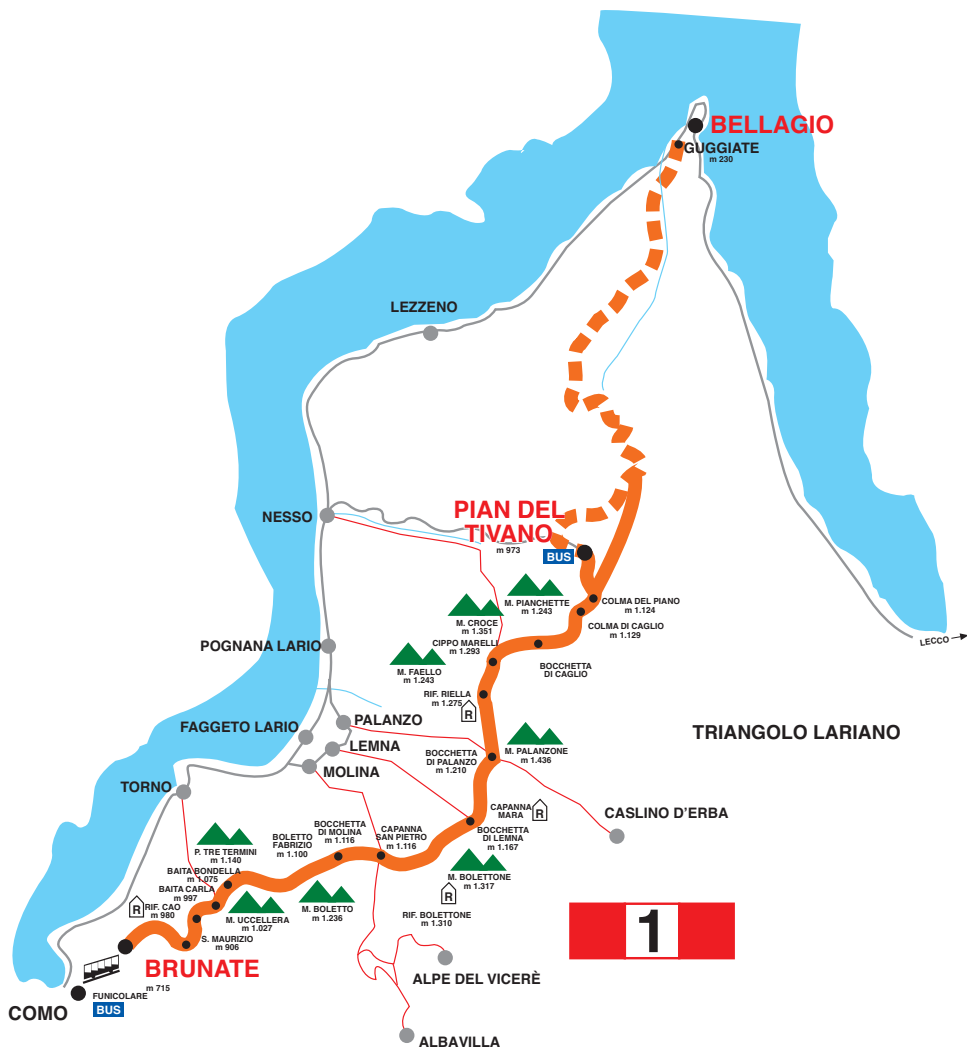 BELLAGIO
GUGGIATE
m 230
LEZZENO
NESSO
PIAN DEL
TIVANO
m 973
BUS
M. PIANCHETTE
m 1.243
COLMA DEL PIANO
m 1.124
COLMA DI CAGLIO
m 1.129
M. CROCE
m 1.351
CIPPO MARELLI
m 1.293
BOCCHETTA
DI CAGLIO
LECCO
POGNANA LARIO
M. FAELLO
m 1.243
RIF. RIELLA
m 1.275
R
PALANZO
FAGGETO LARIO
LEMNA
MOLINA
BOCCHETTA
DI PALANZO
m 1.210
M. PALANZONE
m 1.436
TRIANGOLO LARIANO
TORNO
CAPANNA
MARA
R
CASLINO D'ERBA
BOCCHETTA
DI LEMNA
m 1.167
P. TRE TERMINI
m 1.140
BOLETTO
FABRIZIO
m 1.100
BOCCHETTA
DI MOLINA
m 1.116
CAPANNA
SAN PIETRO
m 1.116
BAITA BONDELLA
m 1.075
BAITA CARLA
m 997
M. BOLETTONE
m 1.317
R
RIF. BOLETTONE
m 1.310
R
RIF. CAO
m 980
M. UCCELLERA
m 1.027
M. BOLETTO
m 1.236
1
S. MAURIZIO
m 906
BRUNATE
m 715
ALPE DEL VICERÈ
COMO
FUNICOLARE
BUS
ALBAVILLA